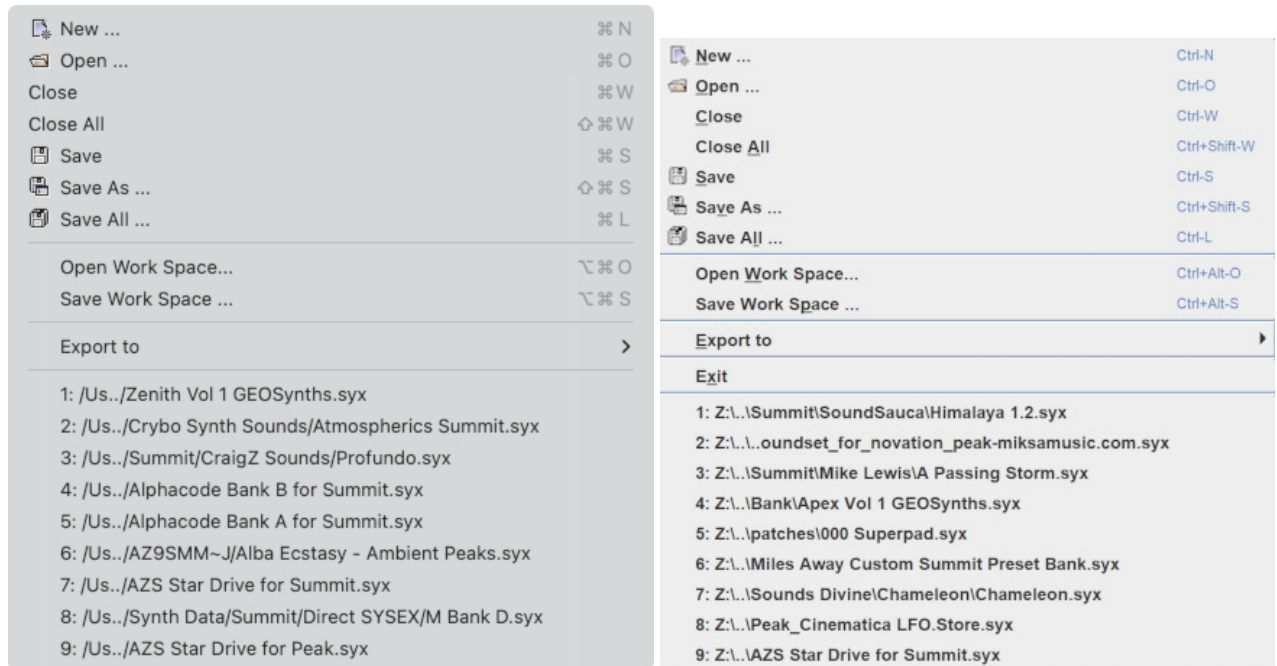 New ... ⌘ N
Open ... ⌘ O
Close ⌘ W
Close All ⇧ ⌘ W
Save ⌘ S
Save As ... ⇧ ⌘ S
Save All ... ⌘ L
Open Work Space... ⌥ ⌘ O
Save Work Space ... ⌥ ⌘ S
Export to
1: /Us../Zenith Vol 1 GEOSynths.syx
2: /Us../Crybo Synth Sounds/Atmospherics Summit.syx
3: /Us../Summit/CraigZ Sounds/Profundo.syx
4: /Us../Alphacode Bank B for Summit.syx
5: /Us../Alphacode Bank A for Summit.syx
6: /Us../AZ9SMM~J/Alba Ecstasy - Ambient Peaks.syx
7: /Us../AZS Star Drive for Summit.syx
8: /Us../Synth Data/Summit/Direct SYSEX/M Bank D.syx
9: /Us../AZS Star Drive for Peak.syx
New ... Ctrl-N
Open ... Ctrl-O
Close Ctrl-W
Close All Ctrl+Shift-W
Save Ctrl-S
Save As ... Ctrl+Shift-S
Save All ... Ctrl-L
Open Work Space... Ctrl+Alt-O
Save Work Space ... Ctrl+Alt-S
Export to
Exit
1: Z:\..\Summit\SoundSauca\Himalaya 1.2.syx
2: Z:\..\..oundset_for_novation_peak-miksamusic.com.syx
3: Z:\..\Summit\Mike Lewis\A Passing Storm.syx
4: Z:\..\Bank\Apex Vol 1 GEOSynths.syx
5: Z:\..\patches\000 Superpad.syx
6: Z:\..\Miles Away Custom Summit Preset Bank.syx
7: Z:\..\Sounds Divine\Chameleon\Chameleon.syx
8: Z:\..\Peak_Cinematica LFO.Store.syx
9: Z:\..\AZS Star Drive for Summit.syx